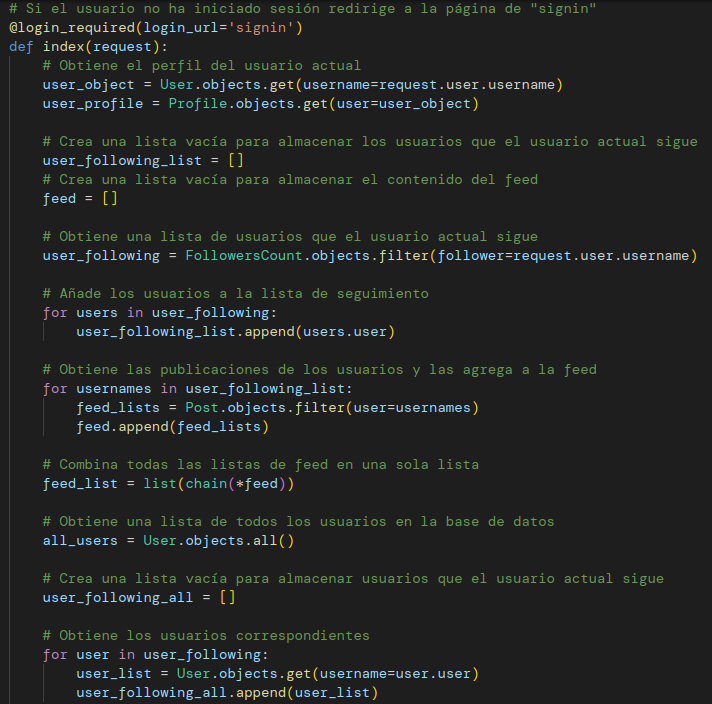 # Si el usuario no ha iniciado sesión redirige a la página de "signin"
@login_required(login_url='signin')
def index(request):
    # Obtiene el perfil del usuario actual
    user_object = User.objects.get(username=request.user.username)
    user_profile = Profile.objects.get(user=user_object)

    # Crea una lista vacía para almacenar los usuarios que el usuario actual sigue
    user_following_list = []
    # Crea una lista vacía para almacenar el contenido del feed
    feed = []

    # Obtiene una lista de usuarios que el usuario actual sigue
    user_following = FollowersCount.objects.filter(follower=request.user.username)

    # Añade los usuarios a la lista de seguimiento
    for users in user_following:
        user_following_list.append(users.user)

    # Obtiene las publicaciones de los usuarios y las agrega a la feed
    for usernames in user_following_list:
        feed_lists = Post.objects.filter(user=usernames)
        feed.append(feed_lists)

    # Combina todas las listas de feed en una sola lista
    feed_list = list(chain(*feed))

    # Obtiene una lista de todos los usuarios en la base de datos
    all_users = User.objects.all()

    # Crea una lista vacía para almacenar usuarios que el usuario actual sigue
    user_following_all = []

    # Obtiene los usuarios correspondientes
    for user in user_following:
        user_list = User.objects.get(username=user.user)
        user_following_all.append(user_list)